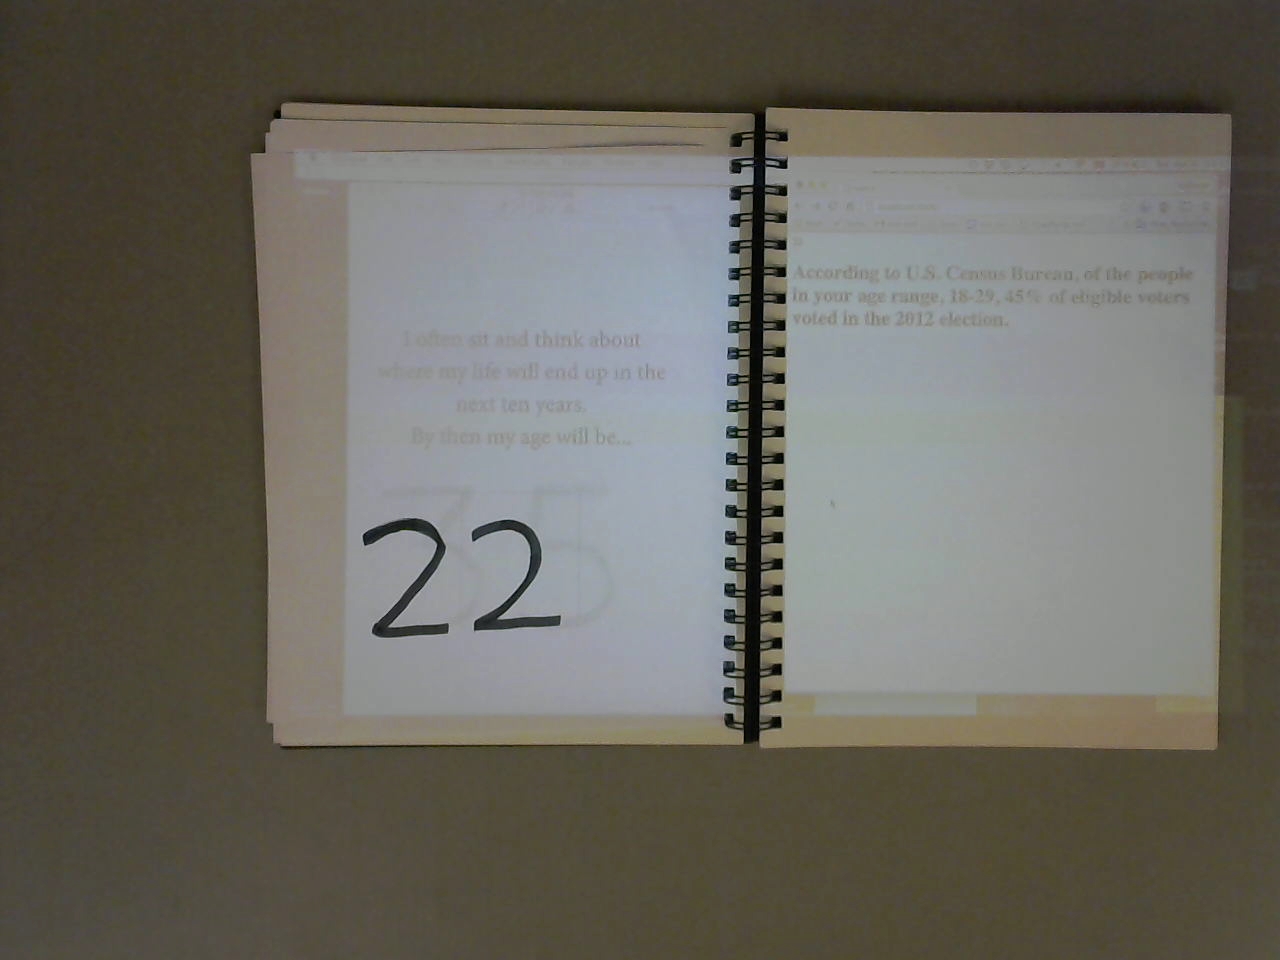 I often sit and think about
where my life will end up in the
next ten years.
By then my age will be...
35
22
According to U.S. Census Bureau, of the people
in your age range, 18-29, 45% of eligible voters
voted in the 2012 election.